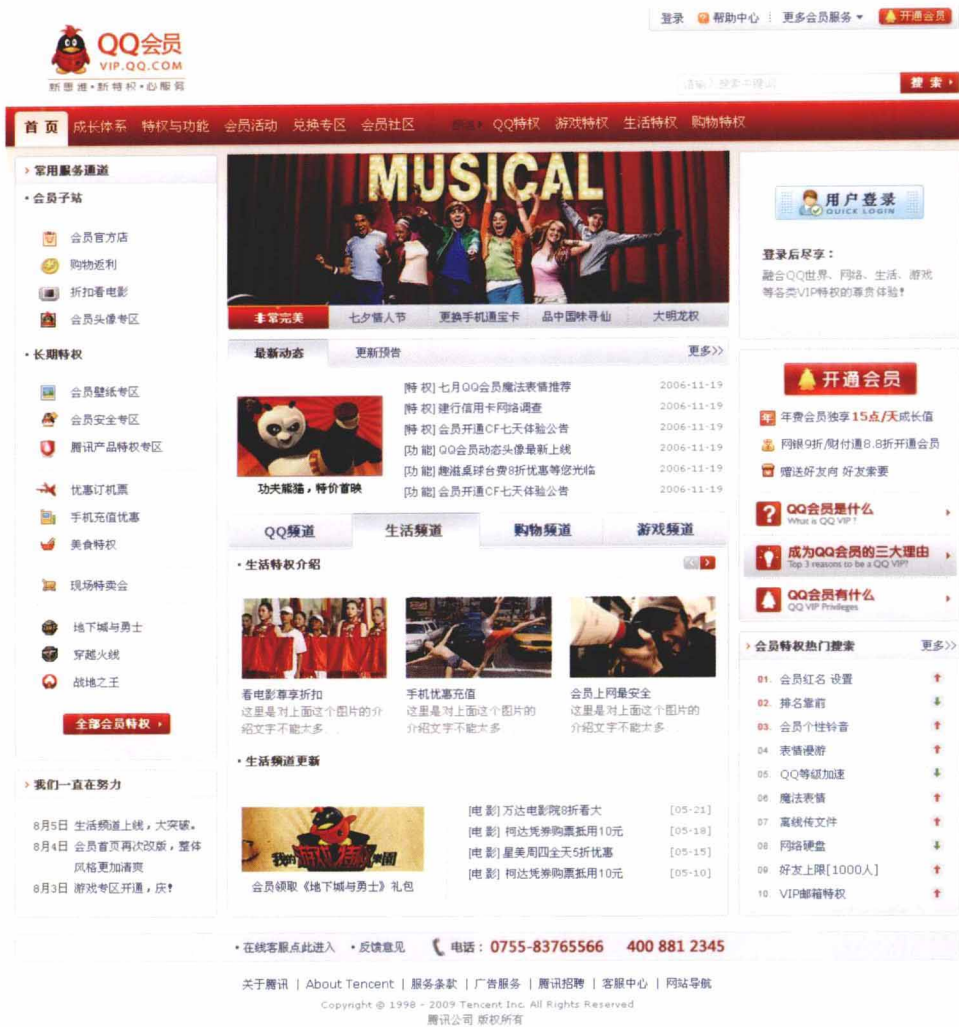 登录 帮助中心 更多会员服务 开通会员
QQ会员
VIP.QQ.COM
新思维•新特权•心服务
搜索
首页 成长体系 特权与功能 会员活动 兑换专区 会员社区 QQ特权 游戏特权 生活特权 购物特权
常用服务通道
• 会员子站
会员官方店
购物返利
折扣看电影
会员头像专区
• 长期特权
会员壁纸专区
会员安全专区
腾讯产品特权专区
优惠订机票
手机充值优惠
美食特权
现场特卖会
地下城与勇士
穿越火线
战地之王
全部会员特权
我们一直在努力
8月5日 生活频道上线，大突破。
8月4日 会员首页再次改版，整体
风格更加清爽
8月3日 游戏专区开通，庆！
MUSICAL
非常完美 七夕情人节 更换手机通宝卡 品中国味寻仙 大明龙权
最新动态 更新预告 更多>>
功夫熊猫，特价首映
[特 权] 七月QQ会员魔法表情推荐 2006-11-19
[特 权] 建行信用卡网络调查 2006-11-19
[特 权] 会员开通CF七天体验公告 2006-11-19
[功 能] QQ会员动态头像最新上线 2006-11-19
[功 能] 趣滋桌球台费8折优惠等您光临 2006-11-19
[功 能] 会员开通CF七天体验公告 2006-11-19
QQ频道 生活频道 购物频道 游戏频道
• 生活特权介绍
看电影尊享折扣
这里是对上面这个图片的介
绍文字不能太多...
手机优惠充值
这里是对上面这个图片的
介绍文字不能太多
会员上网最安全
这里是对上面这个图片的
介绍文字不能太多...
• 生活频道更新
我的游戏特权乐园
会员领取《地下城与勇士》礼包
[电 影] 万达电影院8折看大 [05-21]
[电 影] 柯达凭券购票抵用10元 [05-18]
[电 影] 星美周四全天5折优惠 [05-15]
[电 影] 柯达凭券购票抵用10元 [05-10]
用户登录
QUICK LOGIN
登录后尽享：
融合QQ世界、网络、生活、游戏
等各类VIP特权的尊贵体验！
开通会员
年费会员独享15点/天成长值
网银9折/财付通8.8折开通会员
赠送好友向 好友索要
QQ会员是什么
What is QQ VIP?
成为QQ会员的三大理由
Top 3 reasons to be a QQ VIP?
QQ会员有什么
QQ VIP Privileges
会员特权热门搜索 更多>>
01. 会员红名 设置
02. 排名靠前
03. 会员个性铃音
04 表情漫游
05. QQ等级加速
06. 魔法表情
07 离线传文件
08. 网络硬盘
09 好友上限[1000人]
10. VIP邮箱特权
• 在线客服点此进入 • 反馈意见 电话：0755-83765566 400 881 2345
关于腾讯 | About Tencent | 服务条款 | 广告服务 | 腾讯招聘 | 客服中心 | 网站导航
Copyright © 1998 - 2009 Tencent Inc. All Rights Reserved
腾讯公司 版权所有